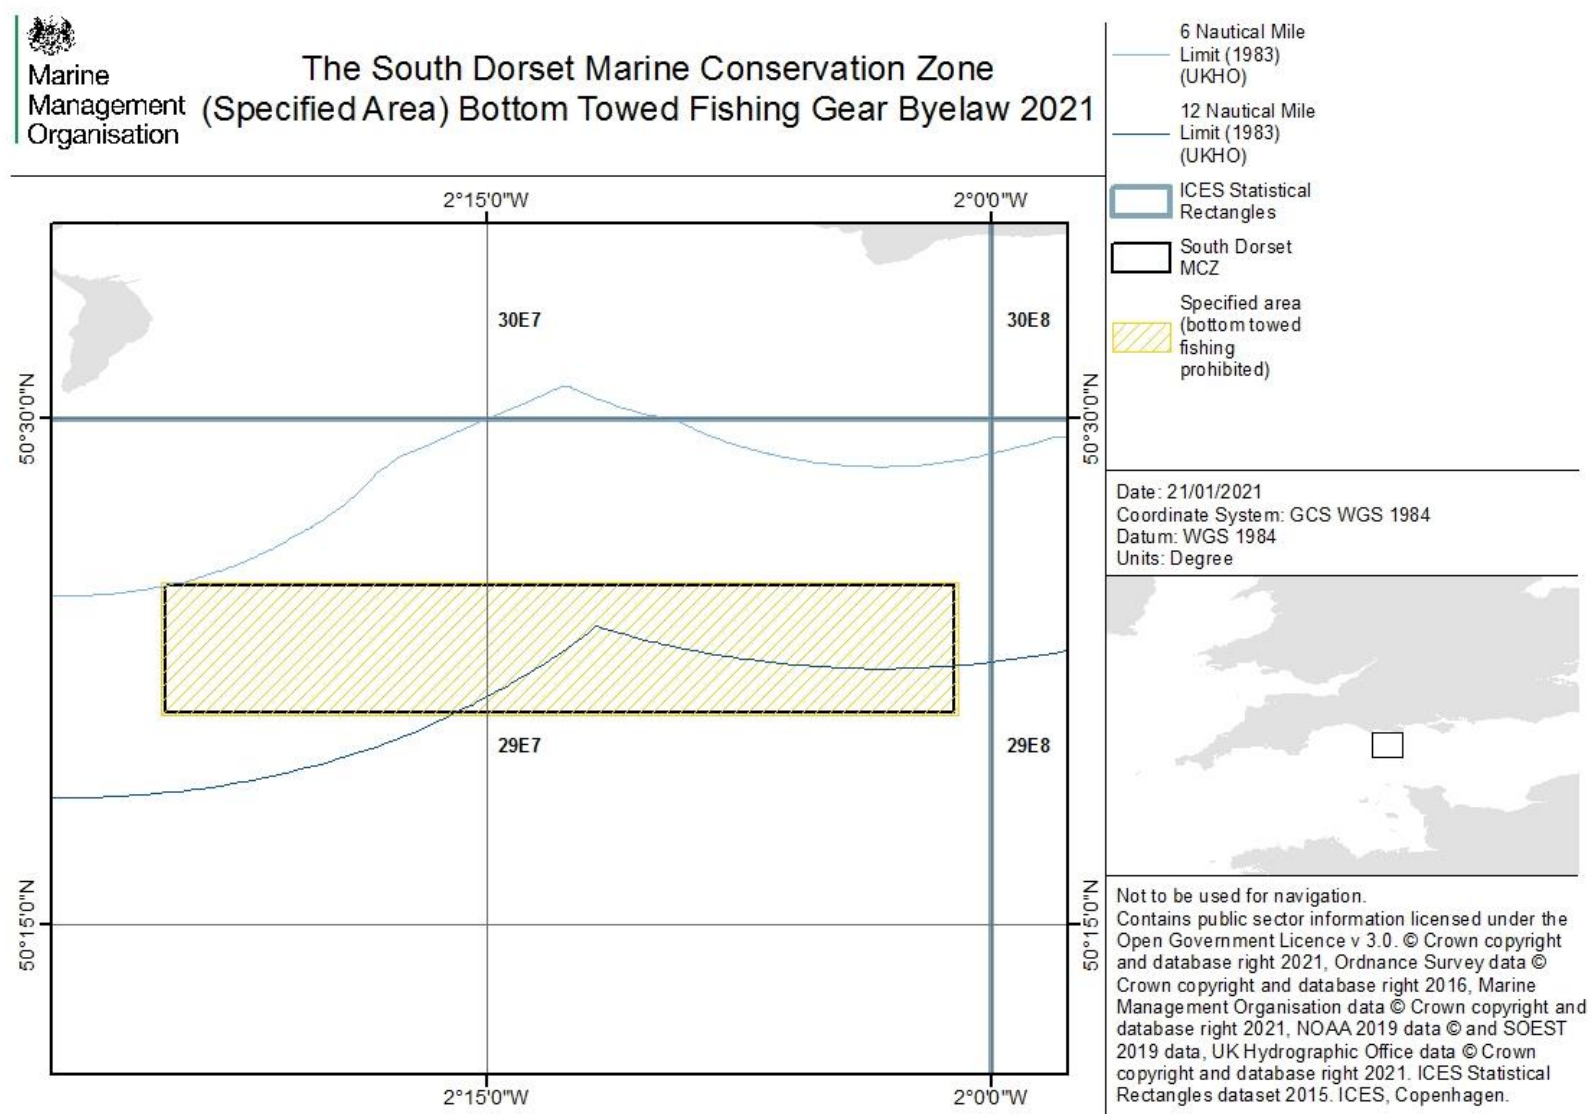 Marine
Management
Organisation
The South Dorset Marine Conservation Zone
(Specified Area) Bottom Towed Fishing Gear Byelaw 2021
6 Nautical Mile
Limit (1983)
(UKHO)
12 Nautical Mile
Limit (1983)
(UKHO)
ICES Statistical
Rectangles
South Dorset
MCZ
Specified area
(bottom towed
fishing
prohibited)
2°15'0"W
2°0'0"W
30E7
30E8
50°30'0"N
50°30'0"N
29E7
29E8
50°15'0"N
50°15'0"N
2°15'0"W
2°0'0"W
Date: 21/01/2021
Coordinate System: GCS WGS 1984
Datum: WGS 1984
Units: Degree
Not to be used for navigation.
Contains public sector information licensed under the
Open Government Licence v 3.0. © Crown copyright
and database right 2021, Ordnance Survey data ©
Crown copyright and database right 2016, Marine
Management Organisation data © Crown copyright and
database right 2021, NOAA 2019 data © and SOEST
2019 data, UK Hydrographic Office data © Crown
copyright and database right 2021. ICES Statistical
Rectangles dataset 2015. ICES, Copenhagen.